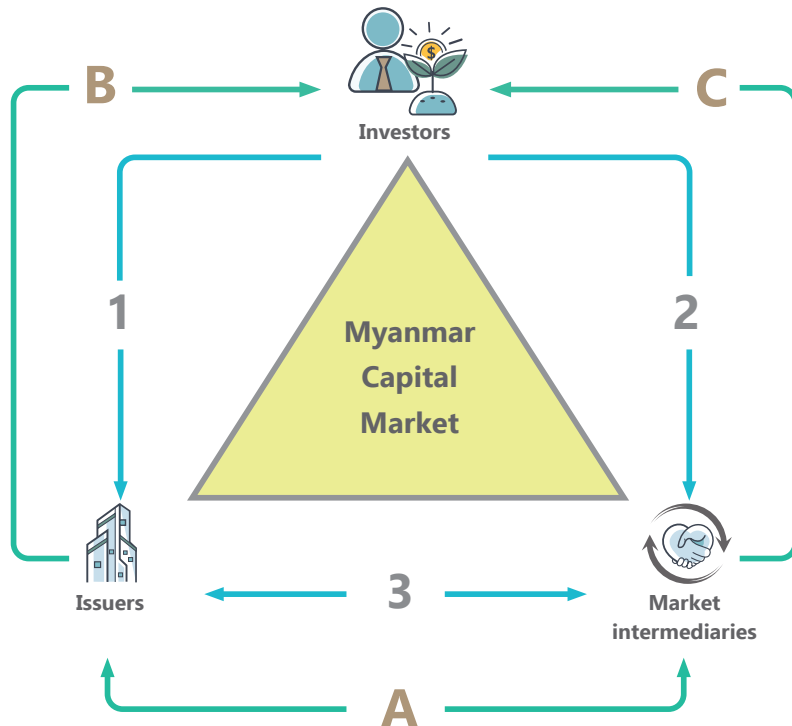 B
C
$
Investors
1
2
Myanmar
Capital
Market
3
Issuers
Market
intermediaries
A